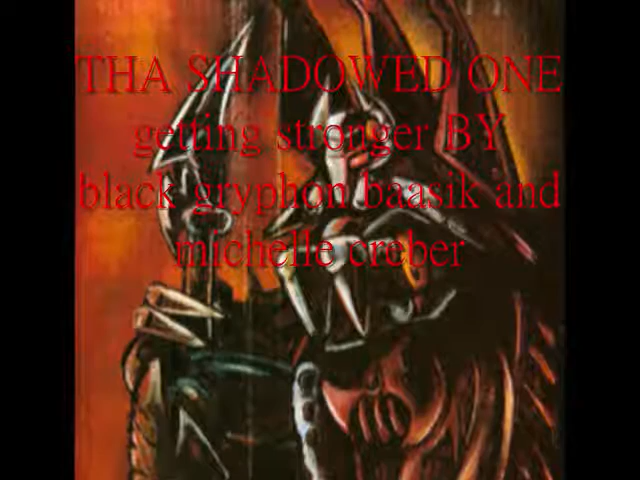 THA SHADOWED ONE
getting stronger BY
black gryphon baasik and
michelle creber